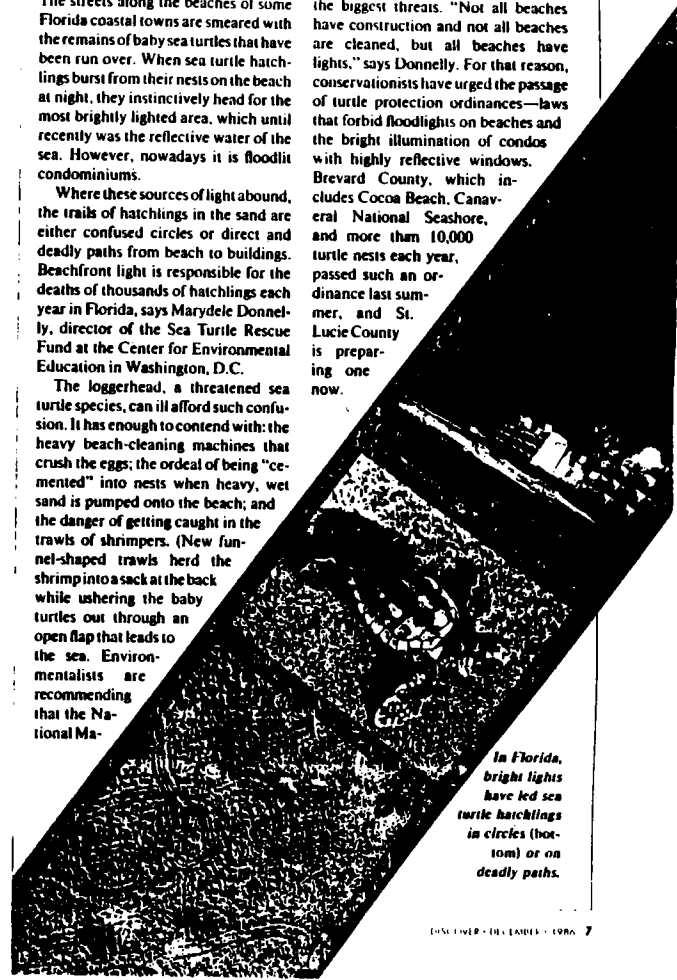 The streets along the beaches of some
Florida coastal towns are smeared with
the remains of baby sea turtles that have
been run over. When sea turtle hatch-
lings burst from their nests on the beach
at night, they instinctively head for the
most brightly lighted area, which until
recently was the reflective water of the
sea. However, nowadays it is floodlit
condominiums.
Where these sources of light abound,
the trails of hatchlings in the sand are
either confused circles or direct and
deadly paths from beach to buildings.
Beachfront light is responsible for the
deaths of thousands of hatchlings each
year in Florida, says Marydele Donnel-
ly, director of the Sea Turtle Rescue
Fund at the Center for Environmental
Education in Washington, D.C.
The loggerhead, a threatened sea
turtle species, can ill afford such confu-
sion. It has enough to contend with: the
heavy beach-cleaning machines that
crush the eggs; the ordeal of being "ce-
mented" into nests when heavy, wet
sand is pumped onto the beach; and
the danger of getting caught in the
trawls of shrimpers. (New fun-
nel-shaped trawls herd the
shrimp into a sack at the back
while ushering the baby
turtles out through an
open flap that leads to
the sea. Environ-
mentalists are
recommending
that the Na-
tional Ma-
the biggest threats. "Not all beaches
have construction and not all beaches
are cleaned, but all beaches have
lights," says Donnelly. For that reason,
conservationists have urged the passage
of turtle protection ordinances—laws
that forbid floodlights on beaches and
the bright illumination of condos
with highly reflective windows.
Brevard County, which in-
cludes Cocoa Beach, Canav-
eral National Seashore,
and more than 10,000
turtle nests each year,
passed such an or-
dinance last sum-
mer, and St.
Lucie County
is prepar-
ing one
now.
In Florida,
bright lights
have led sea
turtle hatchlings
in circles (bot-
tom) or on
deadly paths.
DISCOVER • DECEMBER • 1986 7